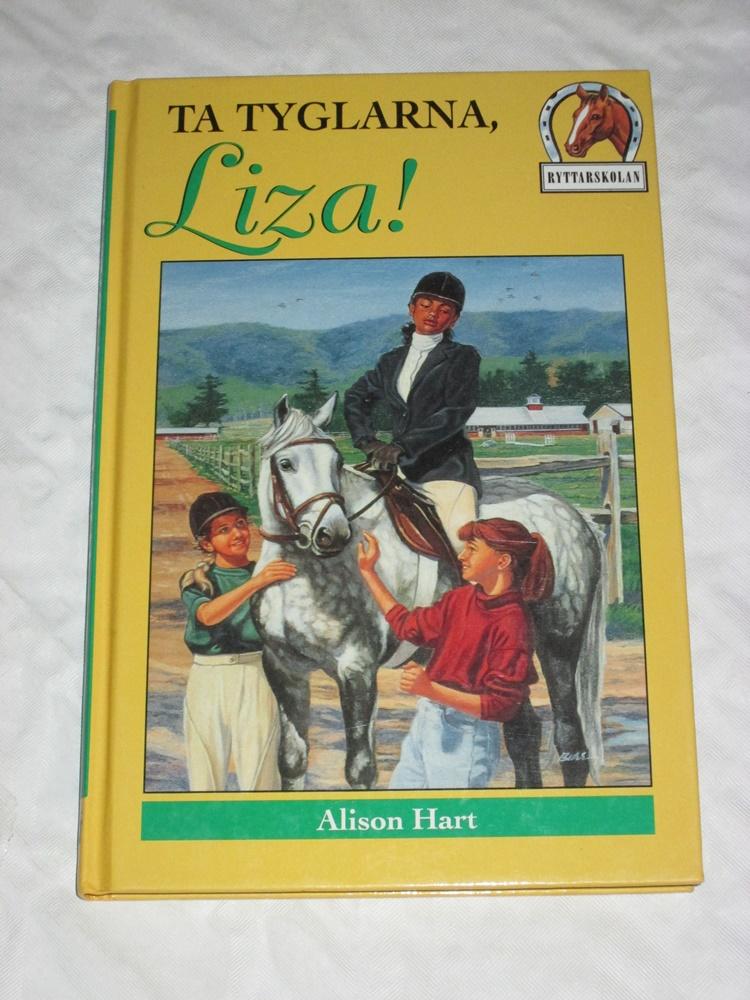 TA TYGLARNA,
Liza!
RYTTARSKOLAN
Alison Hart